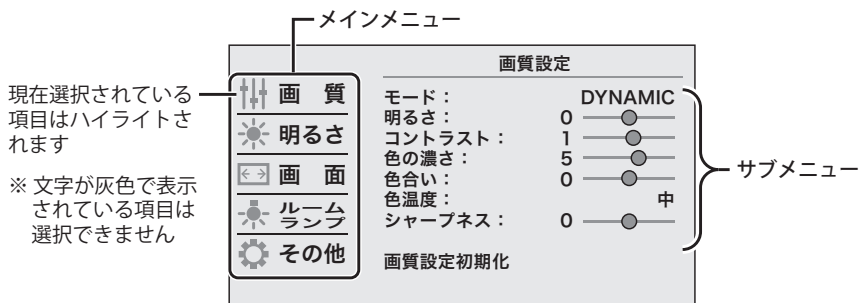 メインメニュー
現在選択されている
項目はハイライトさ
れます
※ 文字が灰色で表示
されている項目は
選択できません
画 質
明るさ
画 面
ルーム
ランプ
その他
画質設定
モード： DYNAMIC
明るさ： 0
コントラスト： 1
色の濃さ： 5
色合い： 0
色温度： 中
シャープネス： 0
画質設定初期化
サブメニュー